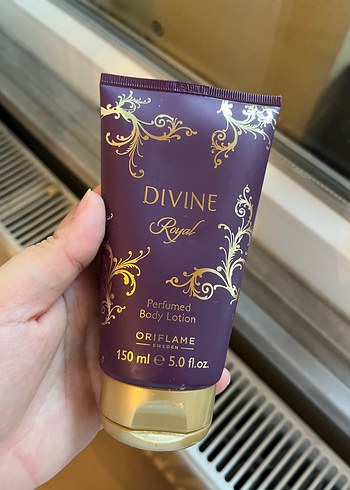 DIVINE
Royal
Perfumed
Body Lotion
ORIFLAME
SWEDEN
150 ml ℮ 5.0 fl.oz.